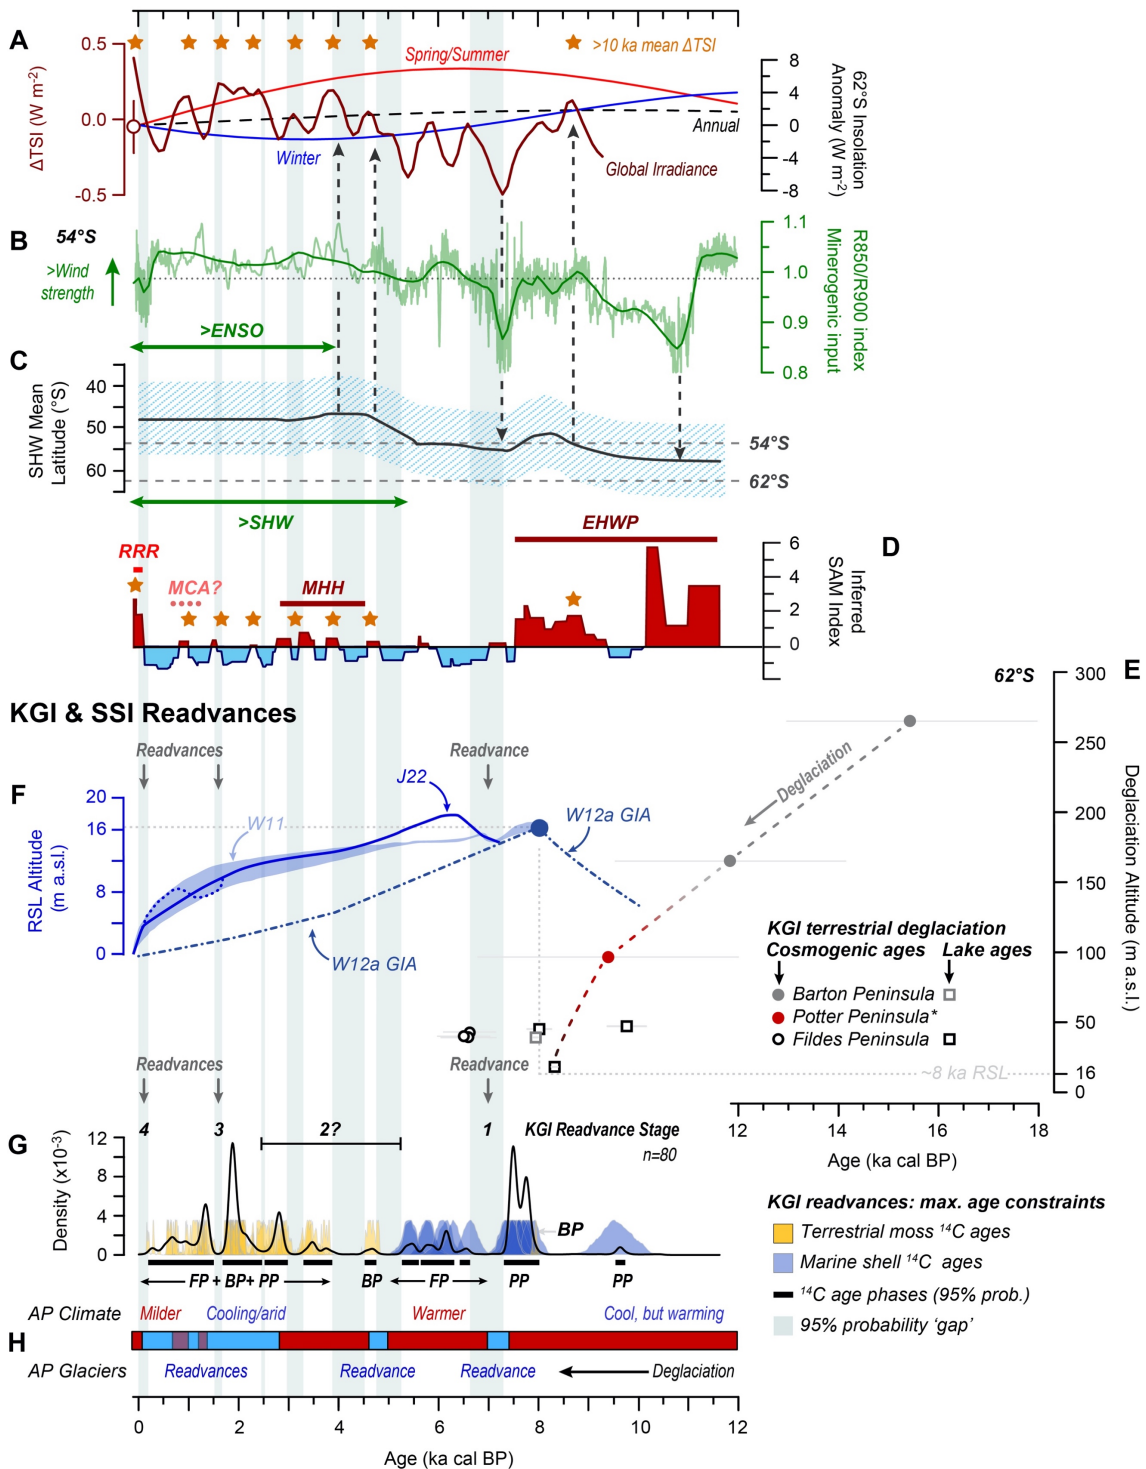 A
0.5
0.0
-0.5
ΔTSI (W m-2)
>10 ka mean ΔTSI
Spring/Summer
Winter
Annual
Global Irradiance
8
4
0
-4
-8
62°S Insolation
Anomaly (W m-2)
B
54°S
>Wind
strength
>ENSO
1.1
1.0
0.9
0.8
R850/R900 index
Minerogenic input
C
40
50
60
SHW Mean
Latitude (°S)
54°S
62°S
>SHW
RRR
MCA?
MHH
EHWP
6
4
2
0
Inferred
SAM Index
D
KGI & SSI Readvances
62°S
E
300
250
200
150
100
50
16
0
Deglaciation Altitude (m a.s.l.)
Deglaciation
Readvances
Readvance
F
20
16
8
4
0
RSL Altitude
(m a.s.l.)
J22
W11
W12a GIA
W12a GIA
KGI terrestrial deglaciation
Cosmogenic ages
Lake ages
Barton Peninsula
Potter Peninsula*
Fildes Peninsula
~8 ka RSL
12
14
16
18
Age (ka cal BP)
Readvances
Readvance
G
12
8
4
0
Density (x10-3)
4
3
2?
1
KGI Readvance Stage
n=80
BP
FP + BP+ PP
BP
FP
PP
PP
KGI readvances: max. age constraints
Terrestrial moss 14C ages
Marine shell 14C ages
14C age phases (95% prob.)
95% probability ‘gap’
AP Climate
Milder
Cooling/arid
Warmer
Cool, but warming
H
AP Glaciers
Readvances
Readvance
Readvance
Deglaciation
0
2
4
6
8
10
12
Age (ka cal BP)